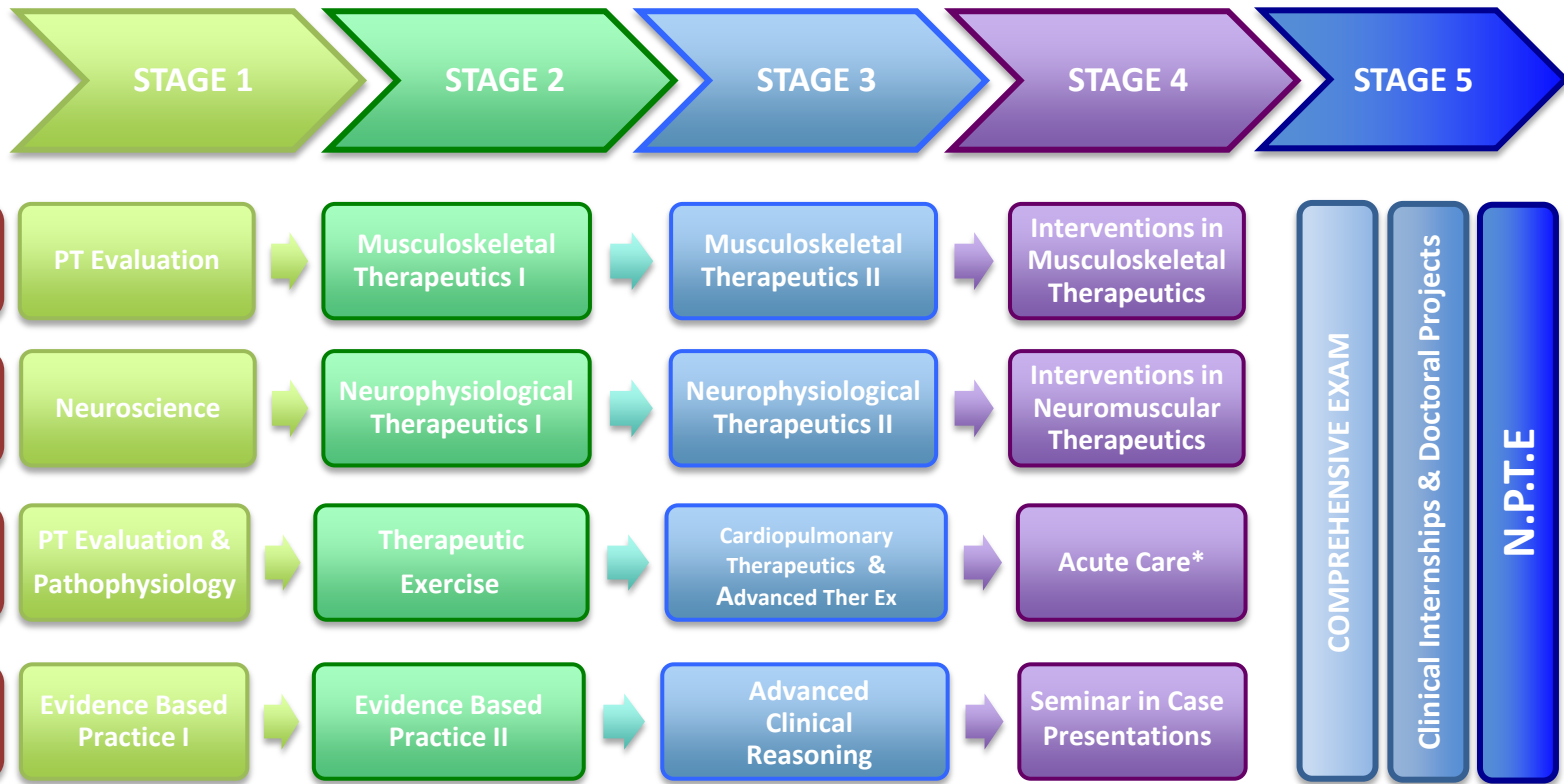 STAGE 1
STAGE 2
STAGE 3
STAGE 4
STAGE 5
PT Evaluation
Musculoskeletal
Therapeutics I
Musculoskeletal
Therapeutics II
Interventions in
Musculoskeletal
Therapeutics
Neuroscience
Neurophysiological
Therapeutics I
Neurophysiological
Therapeutics II
Interventions in
Neuromuscular
Therapeutics
PT Evaluation &
Pathophysiology
Therapeutic
Exercise
Cardiopulmonary
Therapeutics &
Advanced Ther Ex
Acute Care*
Evidence Based
Practice I
Evidence Based
Practice II
Advanced
Clinical
Reasoning
Seminar in Case
Presentations
COMPREHENSIVE EXAM
Clinical Internships & Doctoral Projects
N.P.T.E